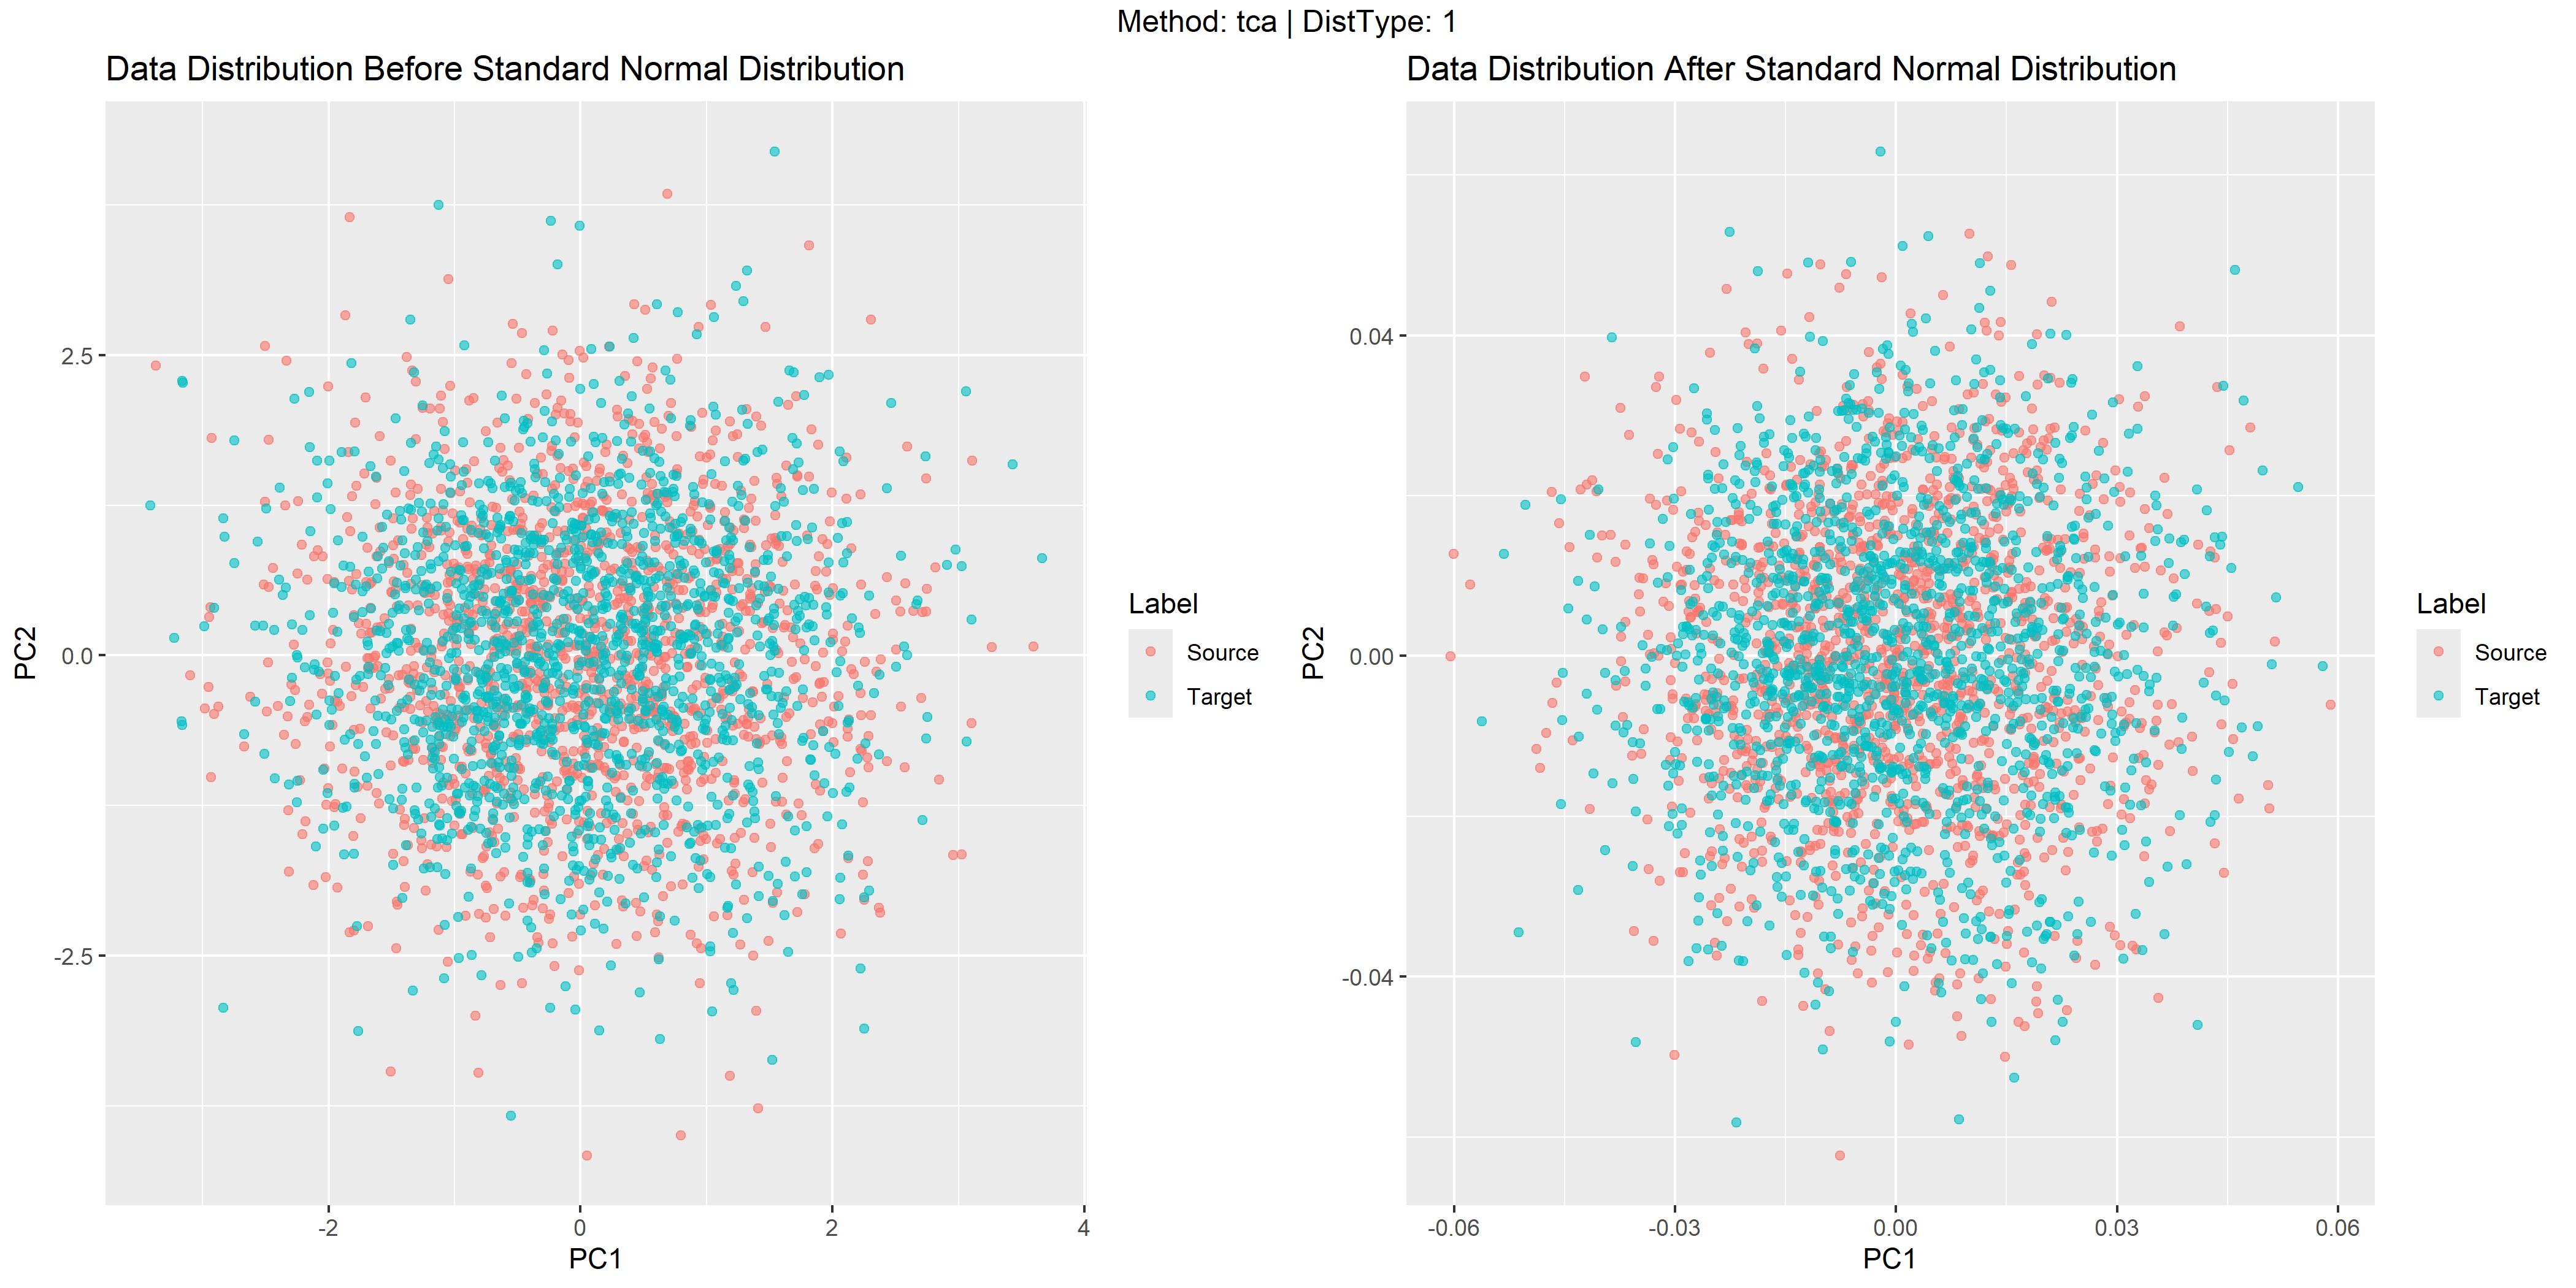 Method: tca | DistType: 1
Data Distribution Before Standard Normal Distribution
PC2
2.5
0.0
-2.5
-2
0
2
4
PC1
Label
Source
Target
Data Distribution After Standard Normal Distribution
PC2
0.04
0.00
-0.04
-0.06
-0.03
0.00
0.03
0.06
PC1
Label
Source
Target